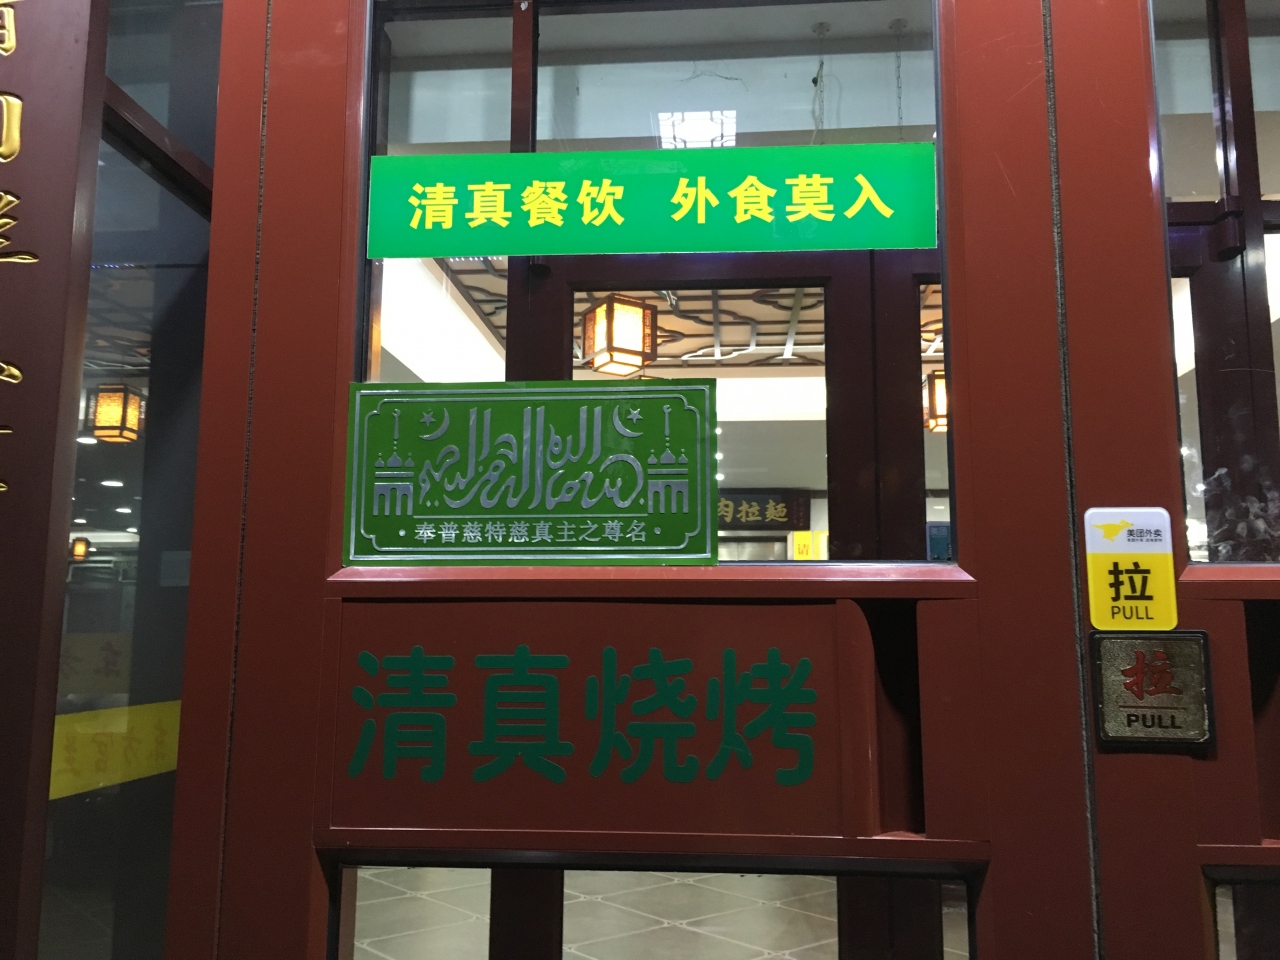 清真餐饮 外食莫入
بسم الله الرحمن الرحيم
·奉普慈特慈真主之尊名·
肉拉麵
请
清真烧烤
美团外卖
拉
PULL
拉
PULL